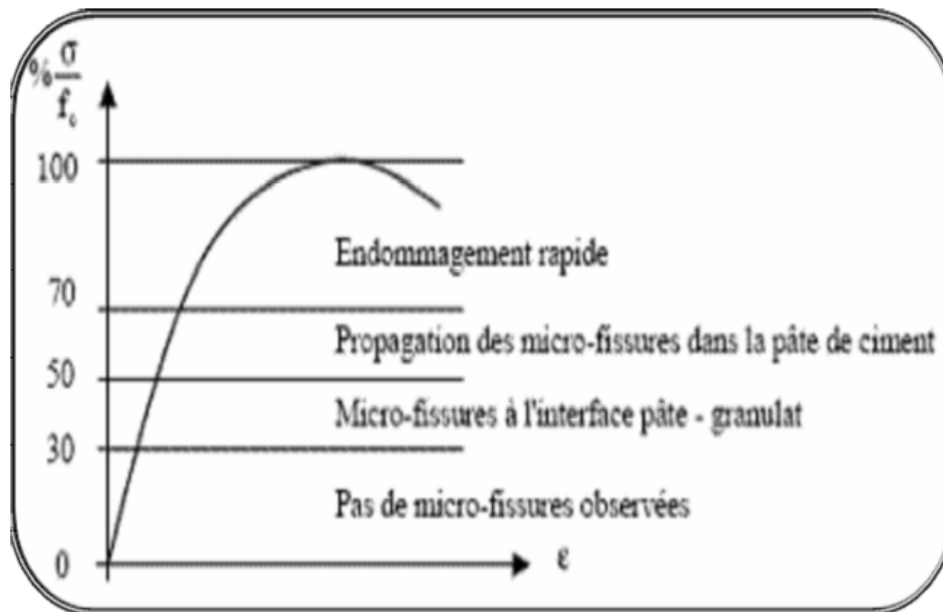 % σ
f c
100
Endommagement rapide
70
Propagation des micro-fissures dans la pâte de ciment
50
Micro-fissures à l'interface pâte - granulat
30
Pas de micro-fissures observées
0
ε